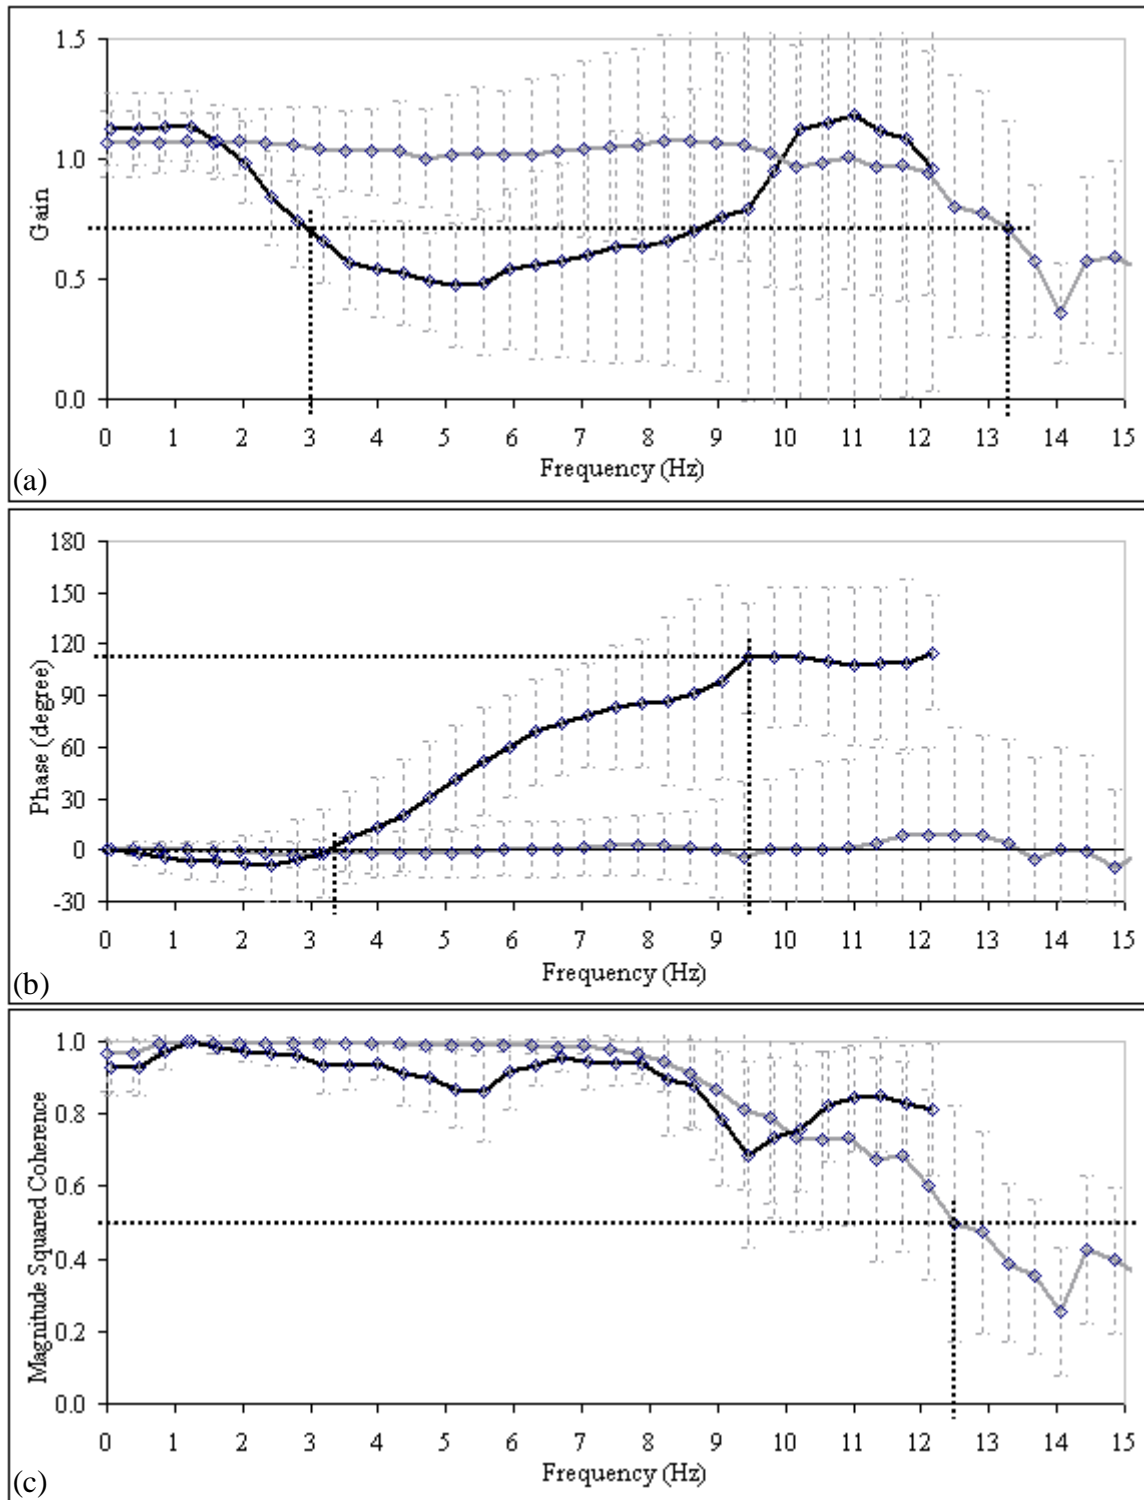 1.5
1.0
Gain
0.5
0.0
0 1 2 3 4 5 6 7 8 9 10 11 12 13 14 15
Frequency (Hz)
(a)
180
150
120
90
60
30
0
-30
Phase (degree)
0 1 2 3 4 5 6 7 8 9 10 11 12 13 14 15
Frequency (Hz)
(b)
1.0
0.8
0.6
0.4
0.2
0.0
Magnitude Squared Coherence
0 1 2 3 4 5 6 7 8 9 10 11 12 13 14 15
Frequency (Hz)
(c)